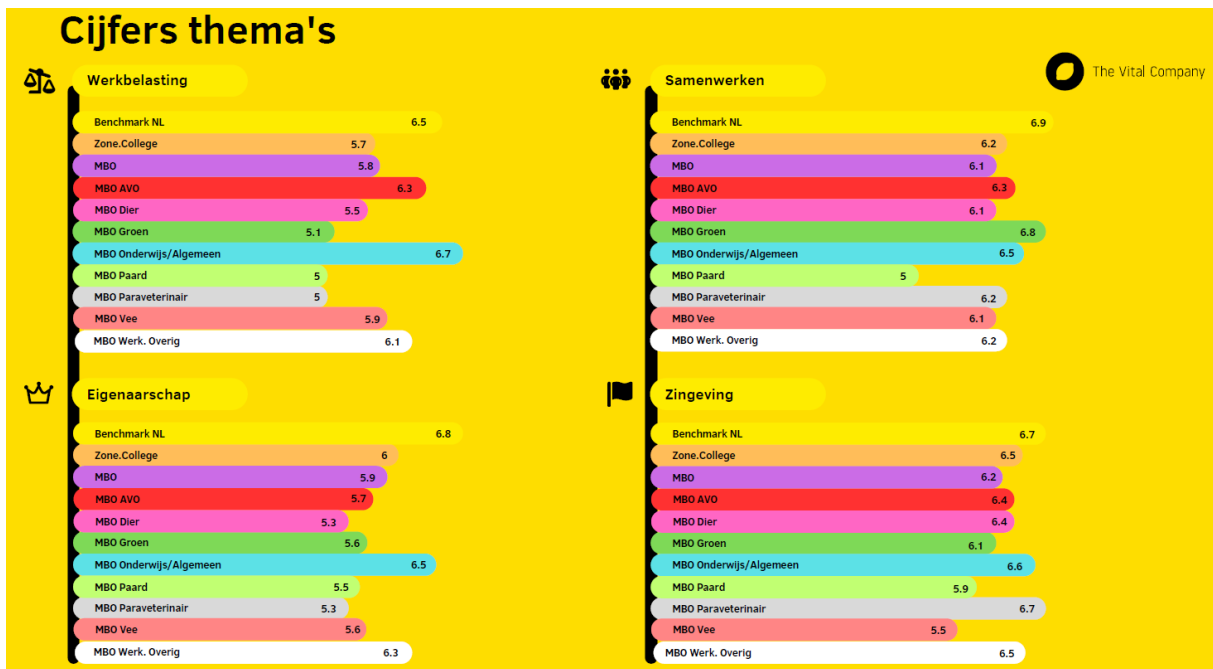 Cijfers thema's
The Vital Company
Werkbelasting
Benchmark NL 6.5
Zone.College 5.7
MBO 5.8
MBO AVO 6.3
MBO Dier 5.5
MBO Groen 5.1
MBO Onderwijs/Algemeen 6.7
MBO Paard 5
MBO Paraveterinair 5
MBO Vee 5.9
MBO Werk. Overig 6.1
Samenwerken
Benchmark NL 6.9
Zone.College 6.2
MBO 6.1
MBO AVO 6.3
MBO Dier 6.1
MBO Groen 6.8
MBO Onderwijs/Algemeen 6.5
MBO Paard 5
MBO Paraveterinair 6.2
MBO Vee 6.1
MBO Werk. Overig 6.2
Eigenaarschap
Benchmark NL 6.8
Zone.College 6
MBO 5.9
MBO AVO 5.7
MBO Dier 5.3
MBO Groen 5.6
MBO Onderwijs/Algemeen 6.5
MBO Paard 5.5
MBO Paraveterinair 5.3
MBO Vee 5.6
MBO Werk. Overig 6.3
Zingeving
Benchmark NL 6.7
Zone.College 6.5
MBO 6.2
MBO AVO 6.4
MBO Dier 6.4
MBO Groen 6.1
MBO Onderwijs/Algemeen 6.6
MBO Paard 5.9
MBO Paraveterinair 6.7
MBO Vee 5.5
MBO Werk. Overig 6.5